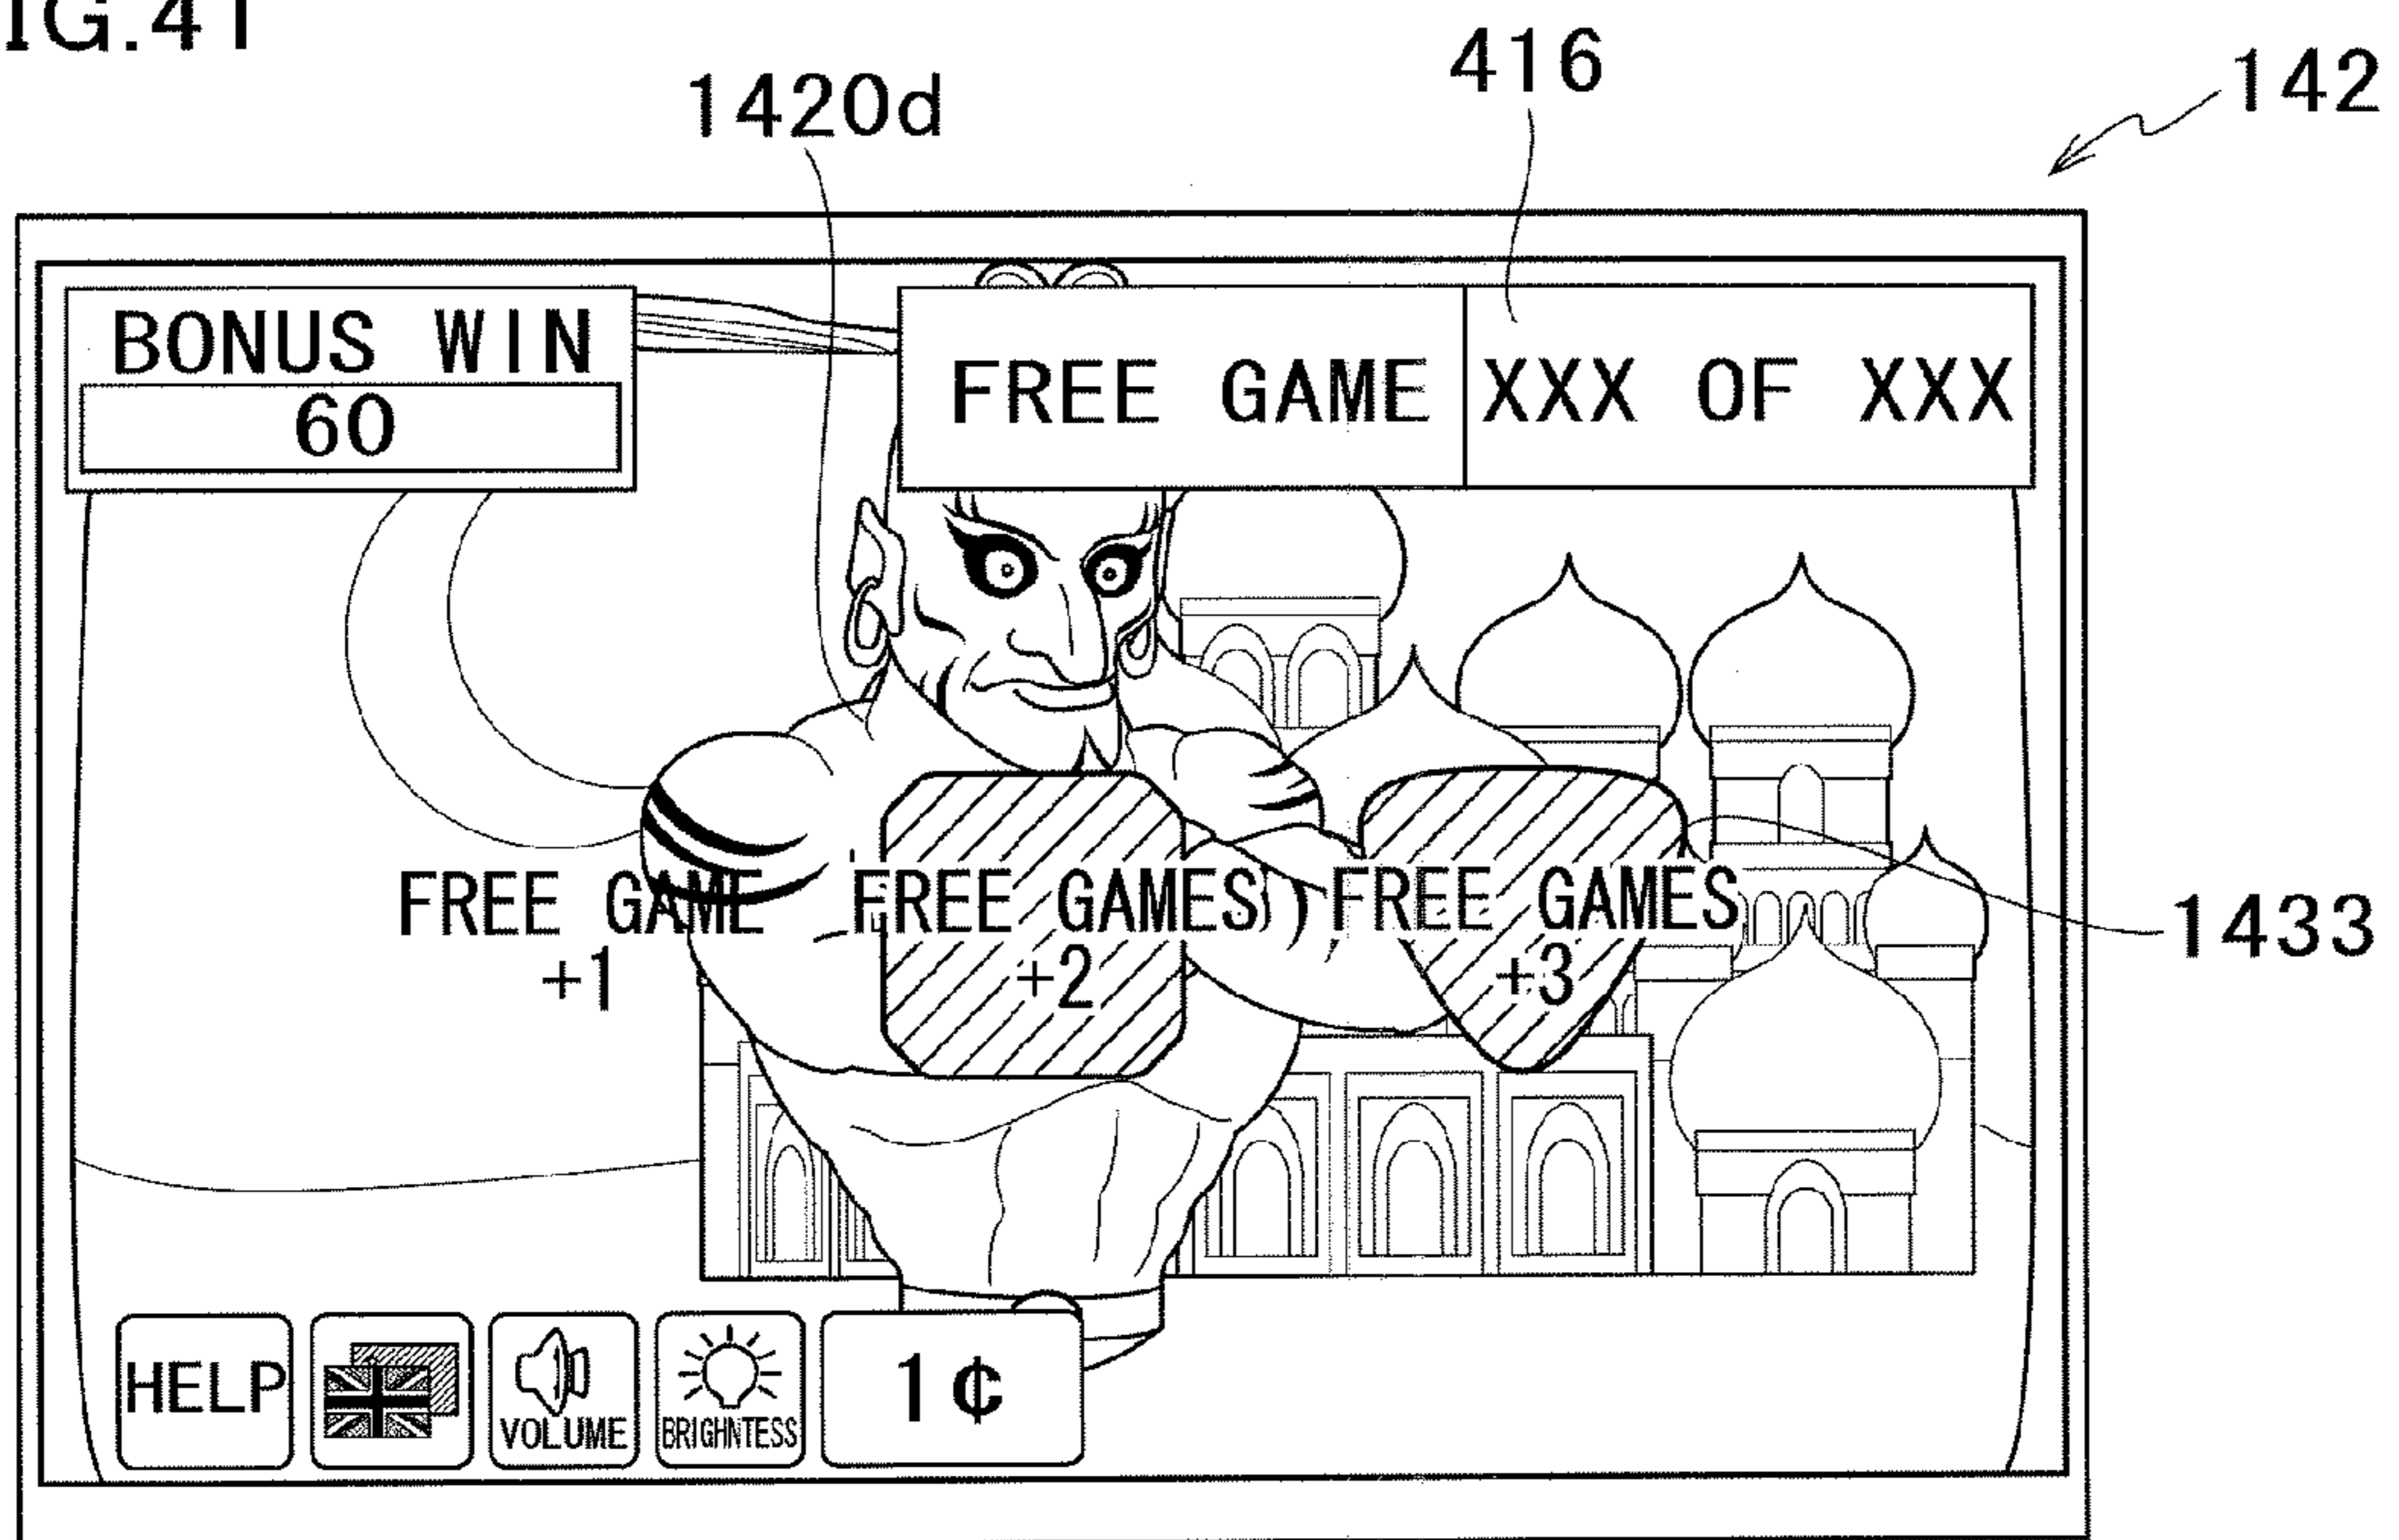 IG.41
1420d
416
142
BONUS WIN
60
FREE GAME
XXX OF XXX
FREE GAME
+1
FREE GAMES
+2
FREE GAMES
+3
1433
HELP
VOLUME
BRIGHNTESS
1¢